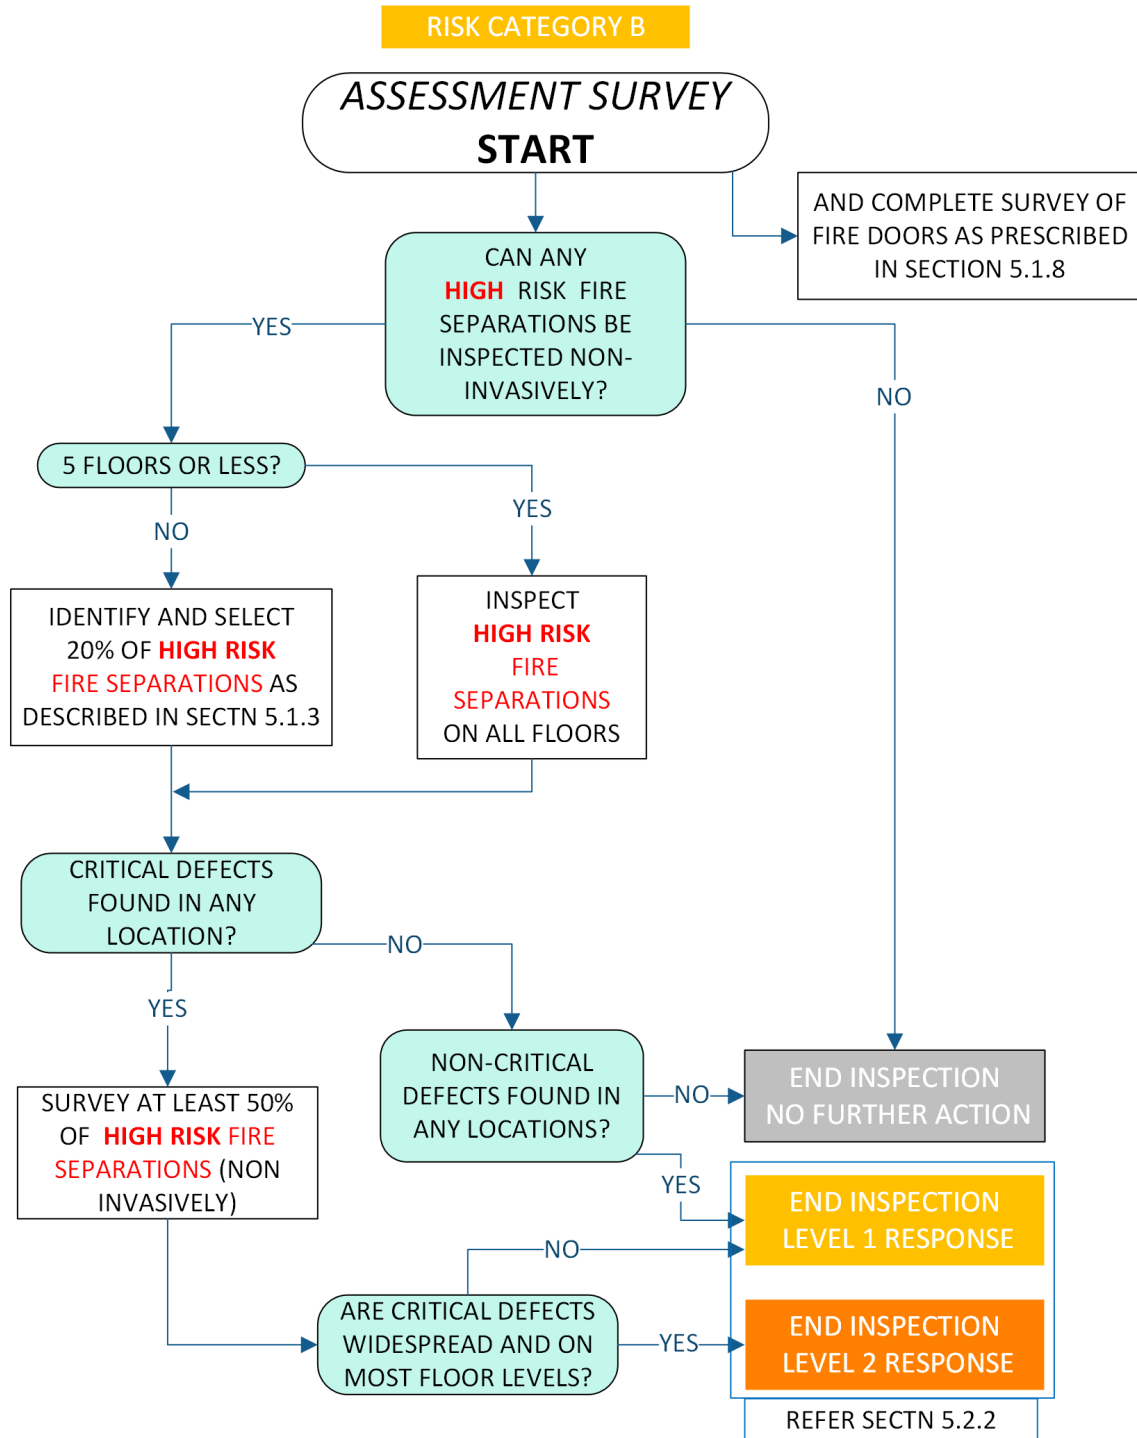 RISK CATEGORY B
ASSESSMENT SURVEY
START
AND COMPLETE SURVEY OF
FIRE DOORS AS PRESCRIBED
IN SECTION 5.1.8
CAN ANY
HIGH RISK FIRE
SEPARATIONS BE
INSPECTED NON-
INVASIVELY?
YES
NO
5 FLOORS OR LESS?
YES
NO
IDENTIFY AND SELECT
20% OF HIGH RISK
FIRE SEPARATIONS AS
DESCRIBED IN SECTN 5.1.3
INSPECT
HIGH RISK
FIRE
SEPARATIONS
ON ALL FLOORS
CRITICAL DEFECTS
FOUND IN ANY
LOCATION?
NO
YES
NON-CRITICAL
DEFECTS FOUND IN
ANY LOCATIONS?
NO
YES
END INSPECTION
NO FURTHER ACTION
SURVEY AT LEAST 50%
OF HIGH RISK FIRE
SEPARATIONS (NON
INVASIVELY)
END INSPECTION
LEVEL 1 RESPONSE
NO
ARE CRITICAL DEFECTS
WIDESPREAD AND ON
MOST FLOOR LEVELS?
YES
END INSPECTION
LEVEL 2 RESPONSE
REFER SECTN 5.2.2